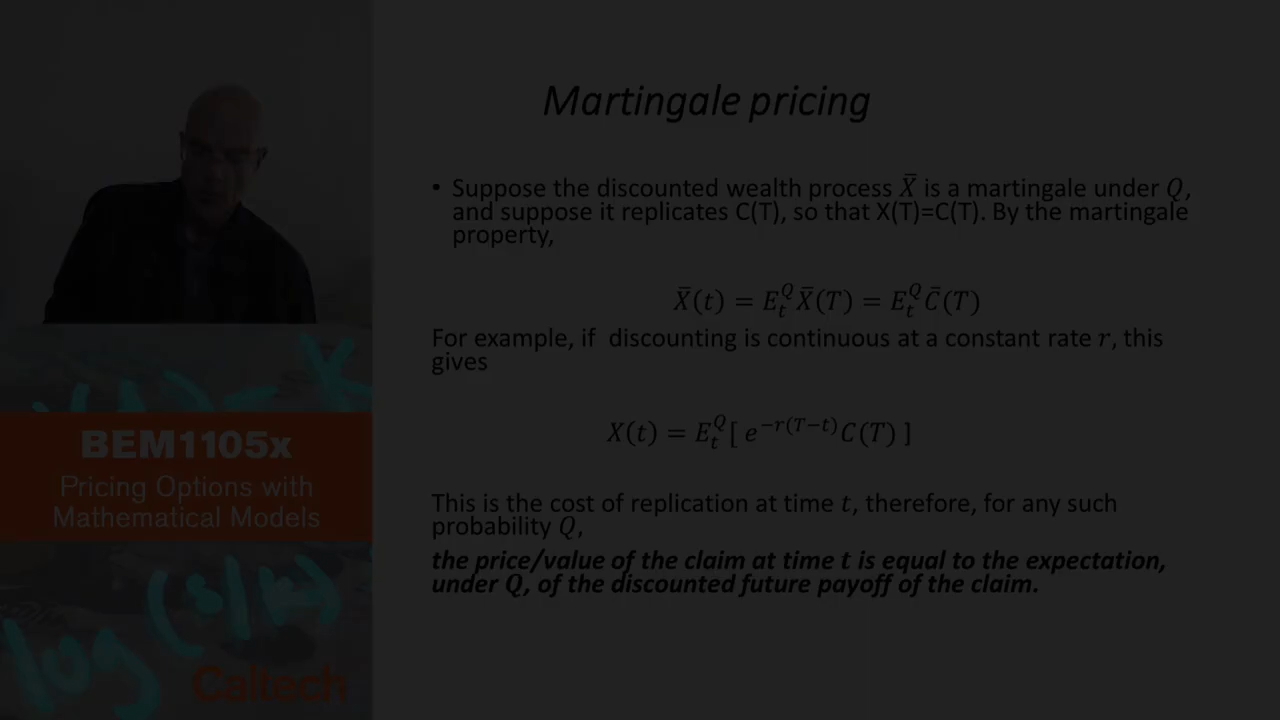 Martingale pricing
• Suppose the discounted wealth process X̄ is a martingale under Q,
and suppose it replicates C(T), so that X(T)=C(T). By the martingale
property,
X̄(t) = E_t^Q X̄(T) = E_t^Q C̄(T)
For example, if discounting is continuous at a constant rate r, this
gives
X(t) = E_t^Q [ e^{−r(T−t)} C(T) ]
This is the cost of replication at time t, therefore, for any such
probability Q,
the price/value of the claim at time t is equal to the expectation,
under Q, of the discounted future payoff of the claim.
BEM1105x
Pricing Options with
Mathematical Models
log
Caltech